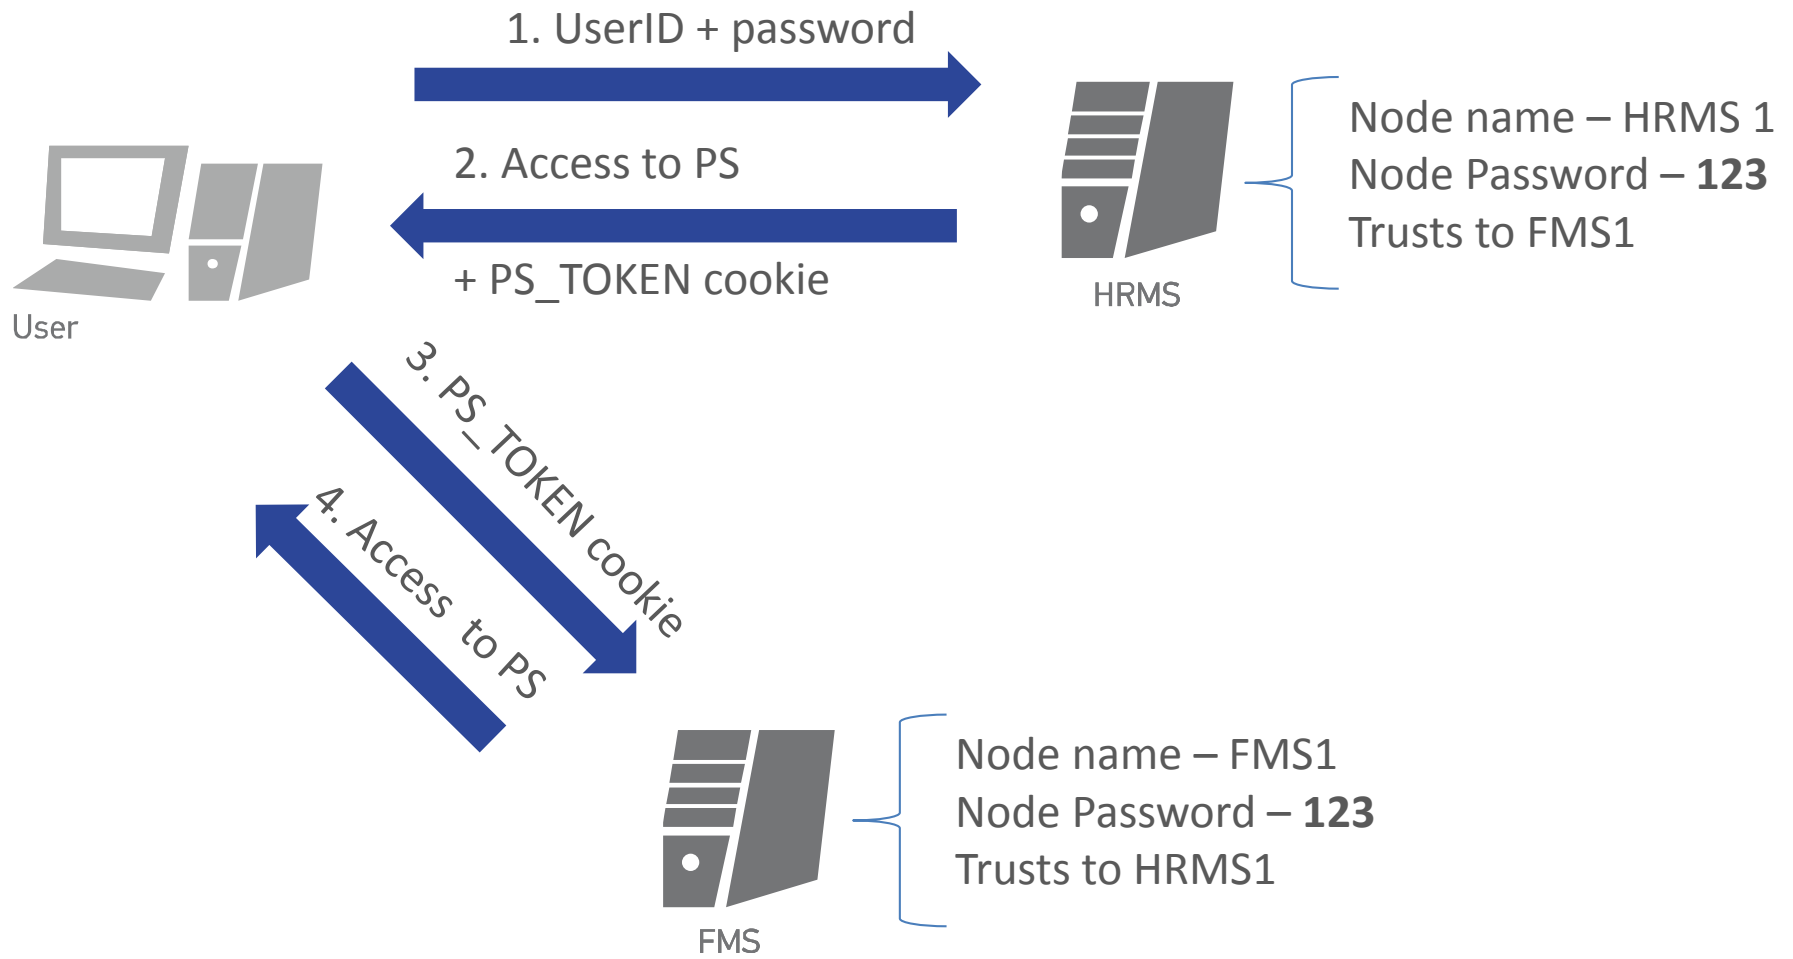 1. UserID + password
2. Access to PS
+ PS_TOKEN cookie
User
HRMS
Node name – HRMS 1
Node Password – 123
Trusts to FMS1
3. PS_TOKEN cookie
4. Access to PS
FMS
Node name – FMS1
Node Password – 123
Trusts to HRMS1